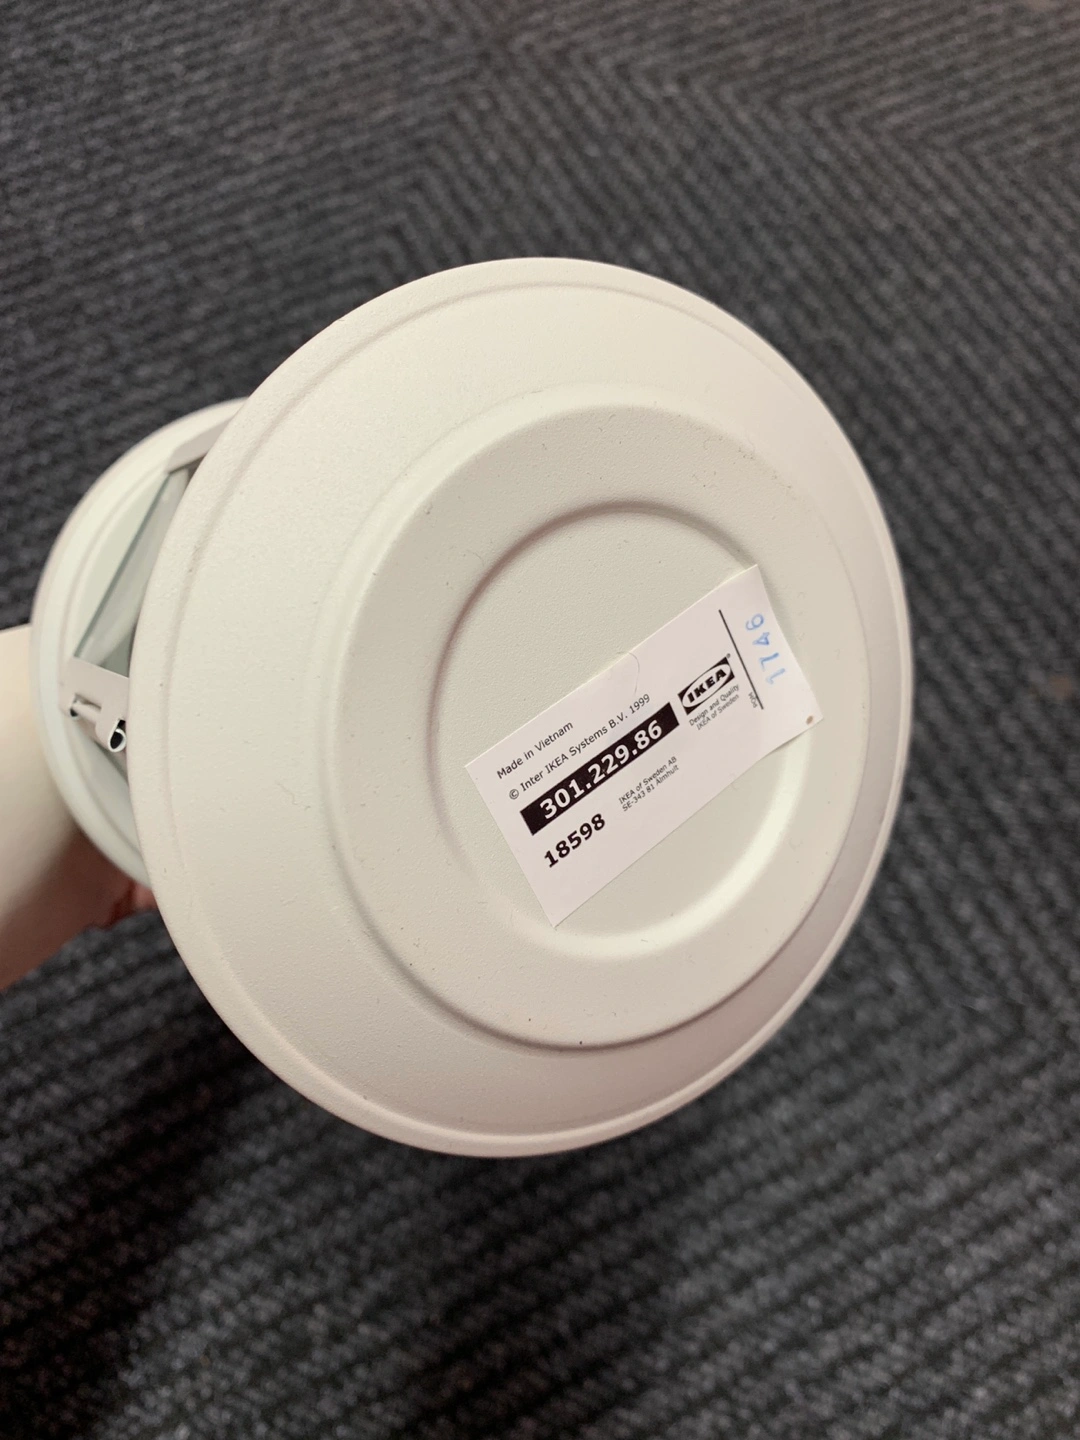 Made in Vietnam
© Inter IKEA Systems B.V. 1999
301.229.86
18598
IKEA of Sweden AB
SE-343 81 Älmhult
IKEA®
Design and Quality
IKEA of Sweden
1746